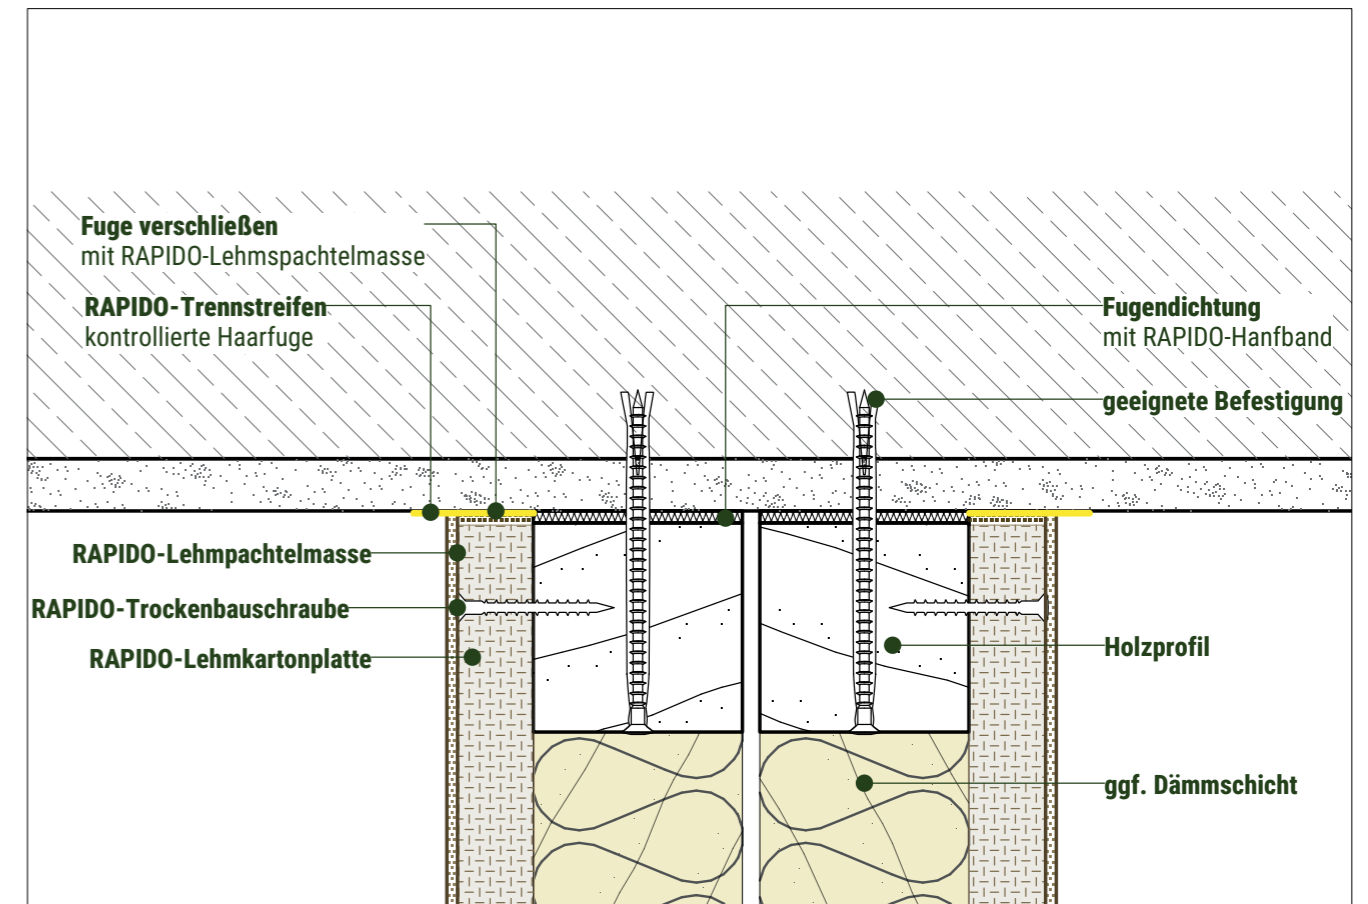 Fuge verschließen
mit RAPIDO-Lehmspachtelmasse
RAPIDO-Trennstreifen
kontrollierte Haarfuge
Fugendichtung
mit RAPIDO-Hanfband
geeignete Befestigung
RAPIDO-Lehmpachtelmasse
RAPIDO-Trockenbauschraube
RAPIDO-Lehmkartonplatte
Holzprofil
ggf. Dämmschicht